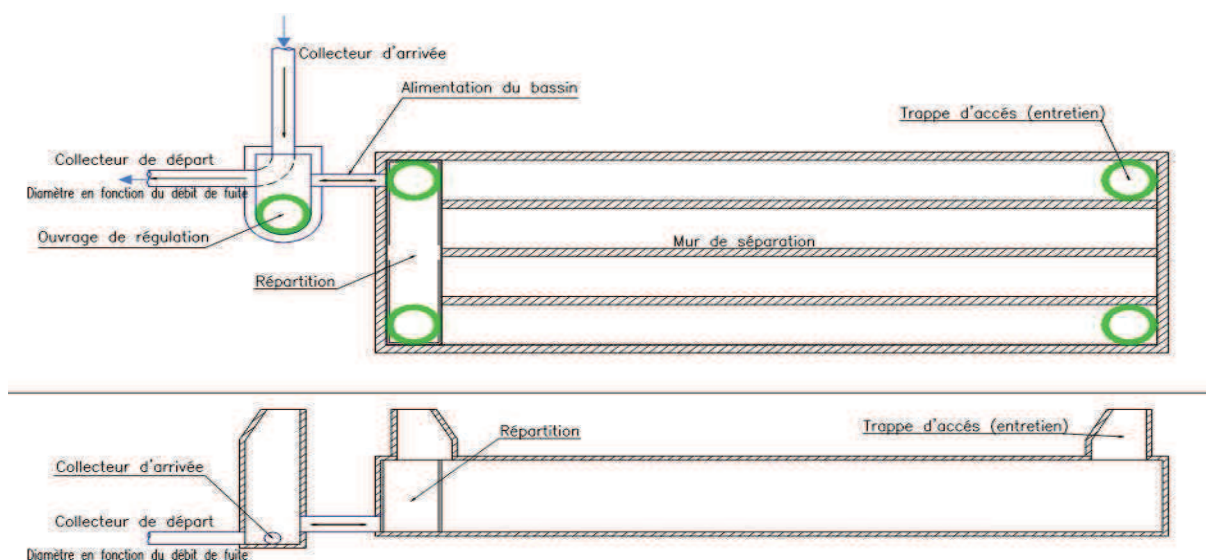 Collecteur d'arrivée
Alimentation du bassin
Trappe d'accés (entretien)
Collecteur de départ
Diamètre en fonction du débit de fuite
Ouvrage de régulation
Mur de séparation
Répartition
Répartition
Trappe d'accés (entretien)
Collecteur d'arrivée
Collecteur de départ
Diamètre en fonction du débit de fuite